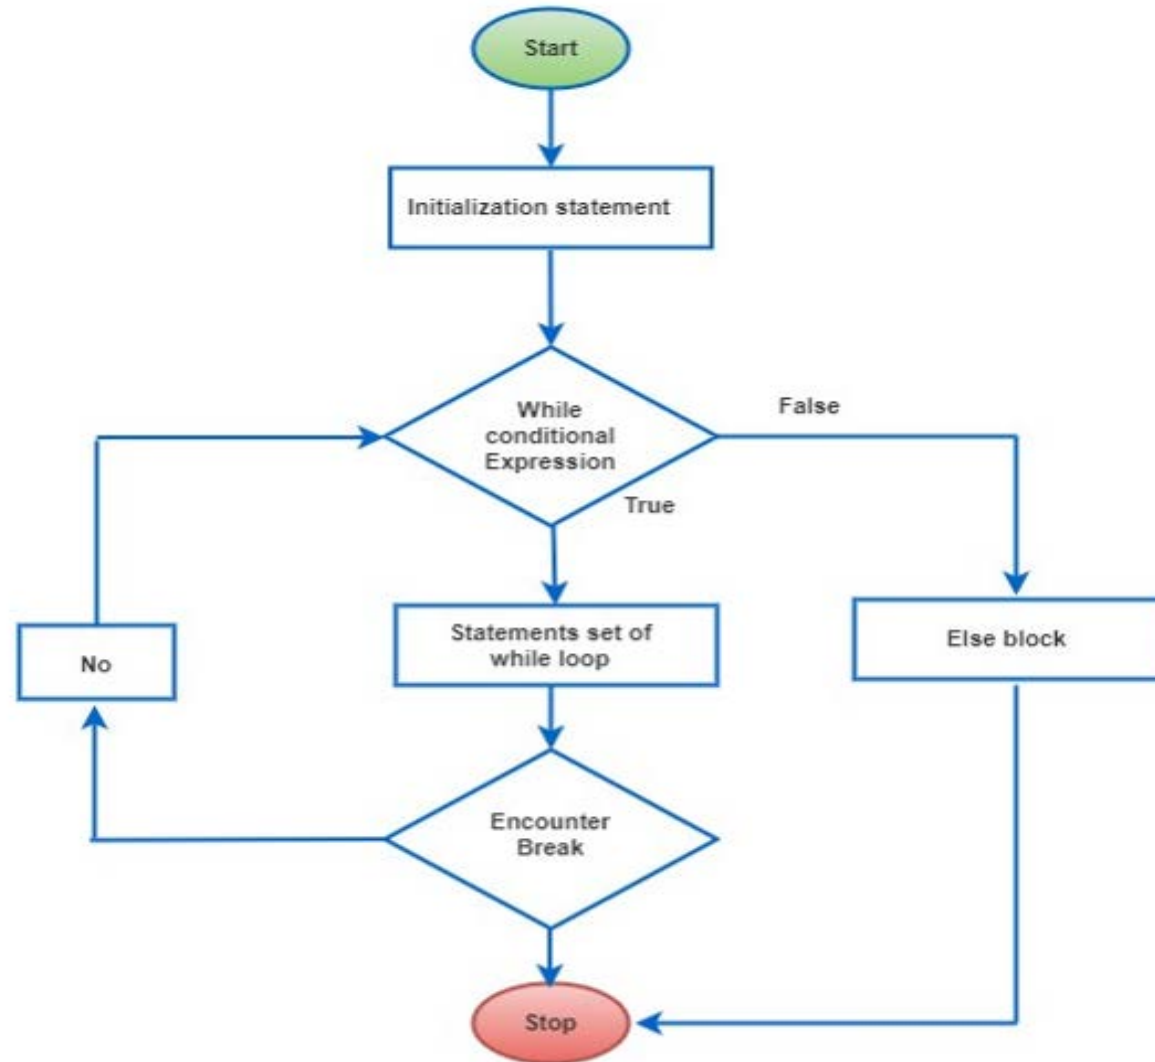 Start
Initialization statement
While
conditional
Expression
False
True
Statements set of
while loop
Else block
No
Encounter
Break
Stop